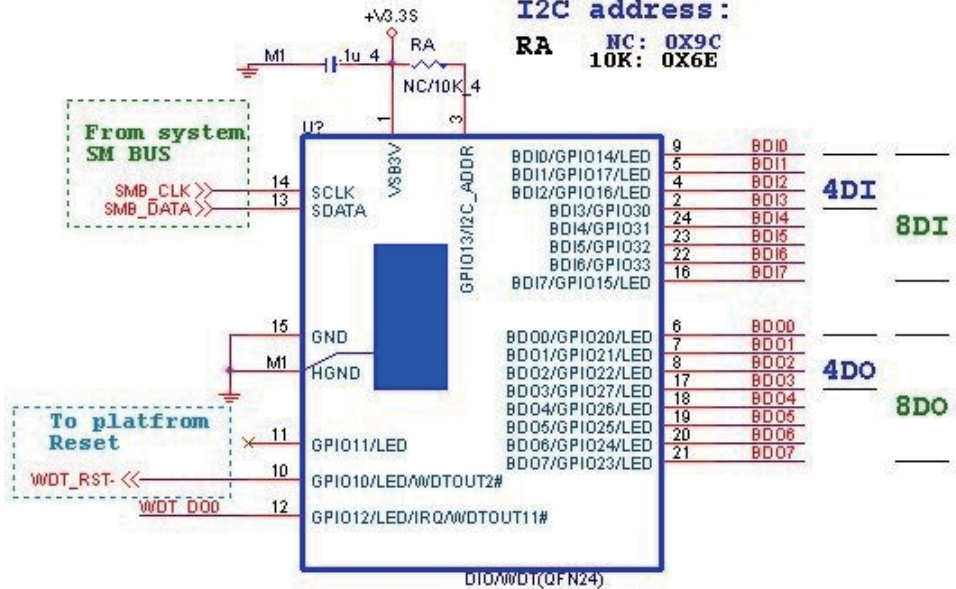 +V3.3S
I2C address:
RA NC: 0X9C
10K: 0X6E
M1 .1u_4 RA
NC/10K_4
1
3
U?
From system
SM BUS
SMB_CLK 14 SCLK
SMB_DATA 13 SDATA
VSB3V
GPIO13/I2C_ADDR
BDI0/GPIO14/LED 9 BDI0
BDI1/GPIO17/LED 5 BDI1
BDI2/GPIO16/LED 4 BDI2
BDI3/GPIO30 2 BDI3
BDI4/GPIO31 24 BDI4
BDI5/GPIO32 23 BDI5
BDI6/GPIO33 22 BDI6
BDI7/GPIO15/LED 16 BDI7
4DI
8DI
15 GND
M1 HGND
BDO0/GPIO20/LED 6 BDO0
BDO1/GPIO21/LED 7 BDO1
BDO2/GPIO22/LED 8 BDO2
BDO3/GPIO27/LED 17 BDO3
BDO4/GPIO26/LED 18 BDO4
BDO5/GPIO25/LED 19 BDO5
BDO6/GPIO24/LED 20 BDO6
BDO7/GPIO23/LED 21 BDO7
4DO
8DO
To platfrom
Reset
11 GPIO11/LED
WDT_RST- 10 GPIO10/LED/WDTOUT2#
WDT_DO0 12 GPIO12/LED/IRQ/WDTOUT11#
DIO/WDT(QFN24)